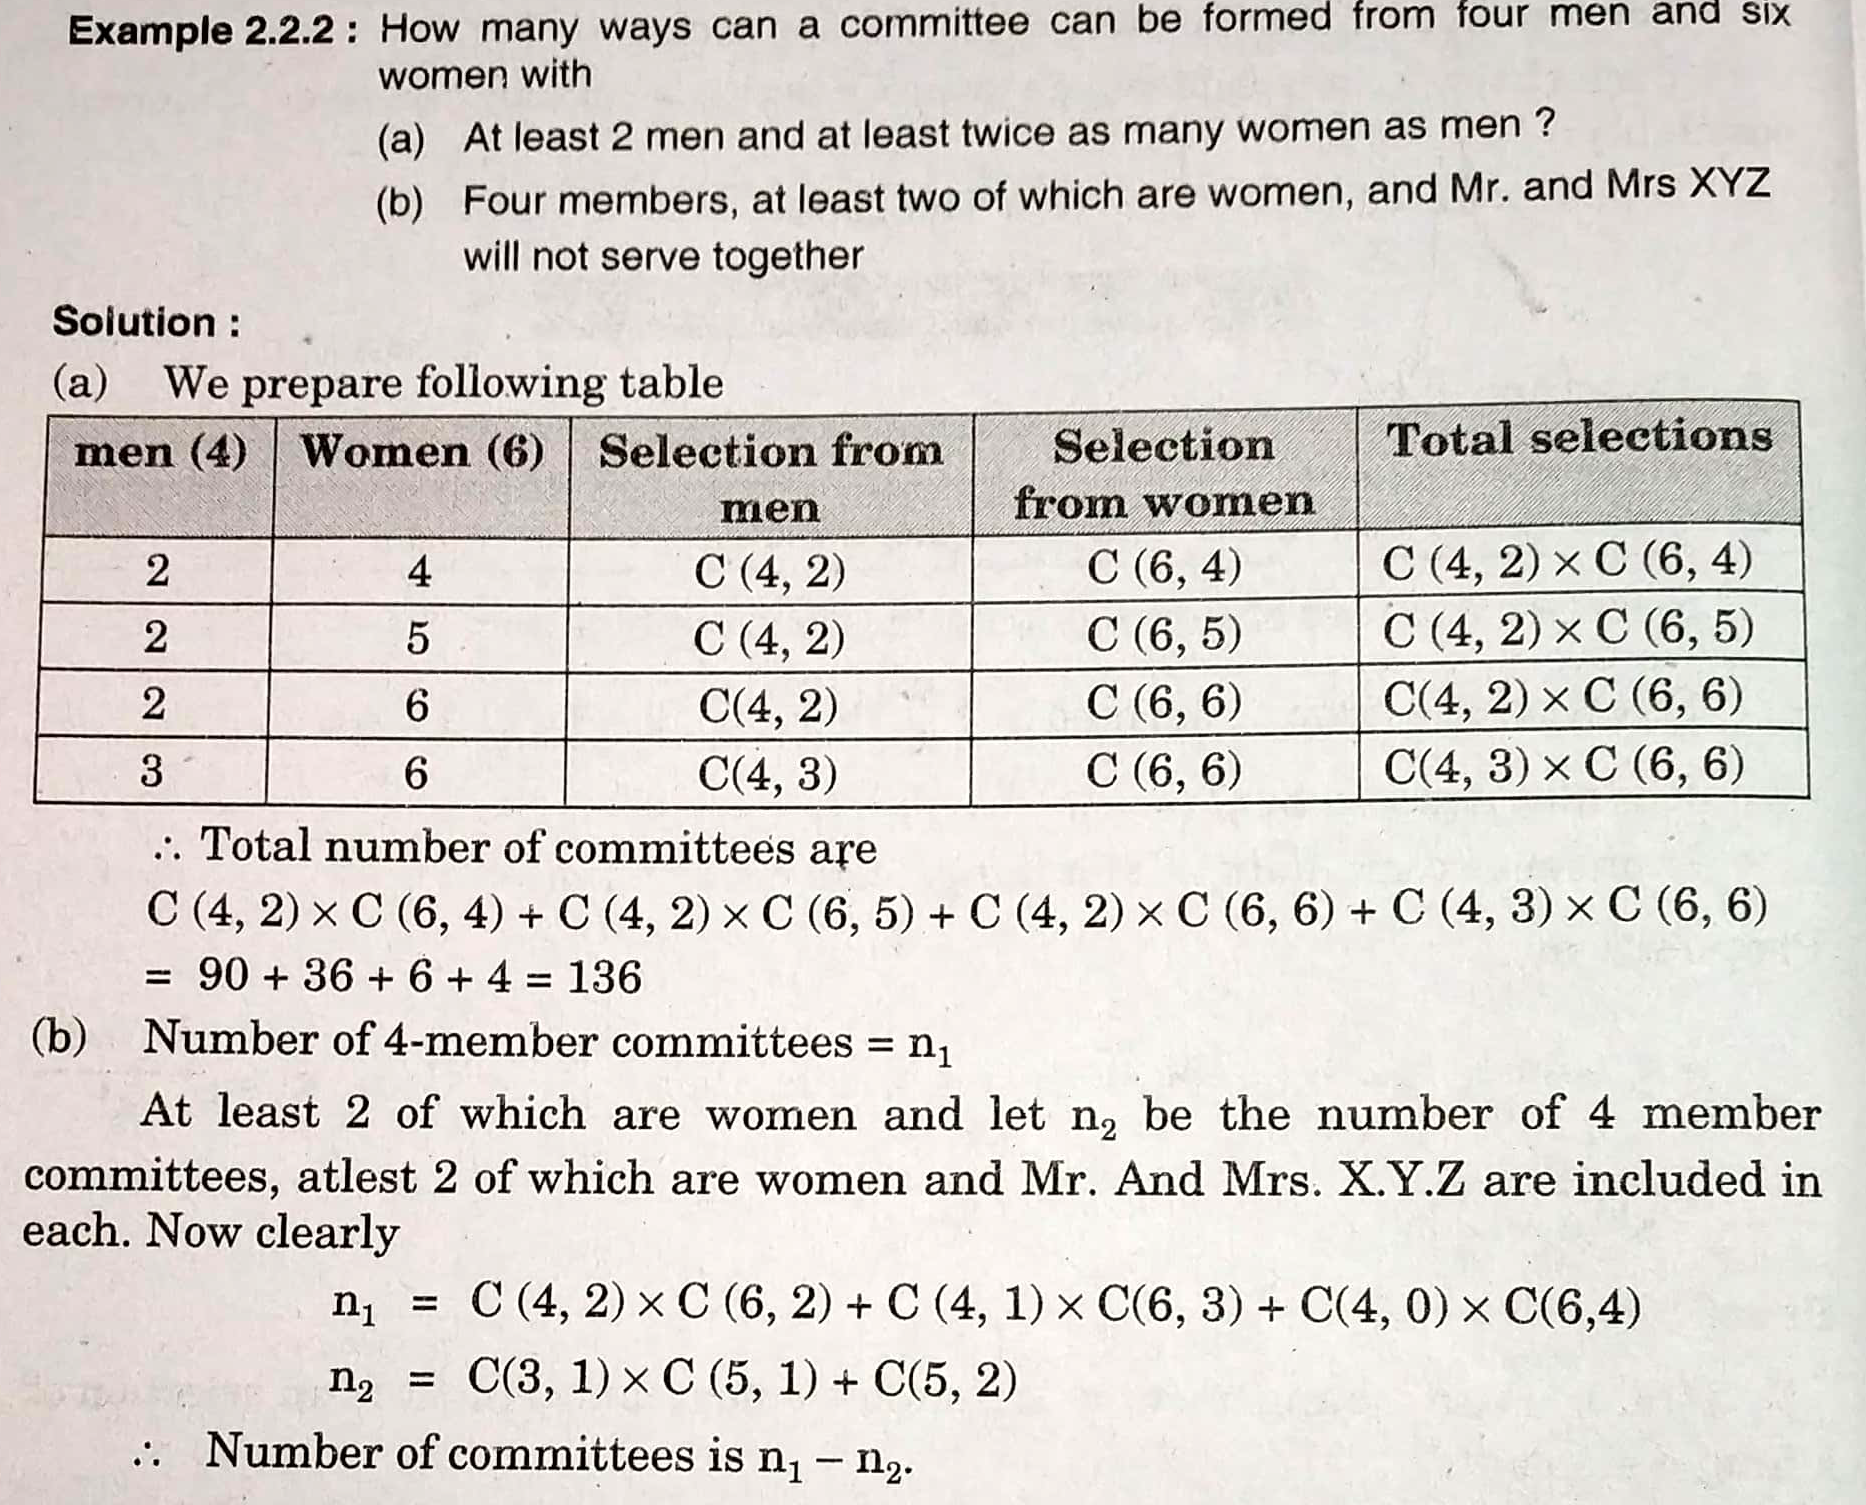 Example 2.2.2 : How many ways can a committee can be formed from four men and six
women with
(a) At least 2 men and at least twice as many women as men ?
(b) Four members, at least two of which are women, and Mr. and Mrs XYZ
will not serve together
Solution :
(a) We prepare following table
men (4) Women (6) Selection from men Selection from women Total selections
2 4 C (4, 2) C (6, 4) C (4, 2) × C (6, 4)
2 5 C (4, 2) C (6, 5) C (4, 2) × C (6, 5)
2 6 C(4, 2) C (6, 6) C(4, 2) × C (6, 6)
3 6 C(4, 3) C (6, 6) C(4, 3) × C (6, 6)
∴ Total number of committees are
C (4, 2) × C (6, 4) + C (4, 2) × C (6, 5) + C (4, 2) × C (6, 6) + C (4, 3) × C (6, 6)
= 90 + 36 + 6 + 4 = 136
(b) Number of 4-member committees = n₁
At least 2 of which are women and let n₂ be the number of 4 member
committees, atlest 2 of which are women and Mr. And Mrs. X.Y.Z are included in
each. Now clearly
n₁ = C (4, 2) × C (6, 2) + C (4, 1) × C(6, 3) + C(4, 0) × C(6,4)
n₂ = C(3, 1) × C (5, 1) + C(5, 2)
∴ Number of committees is n₁ – n₂.